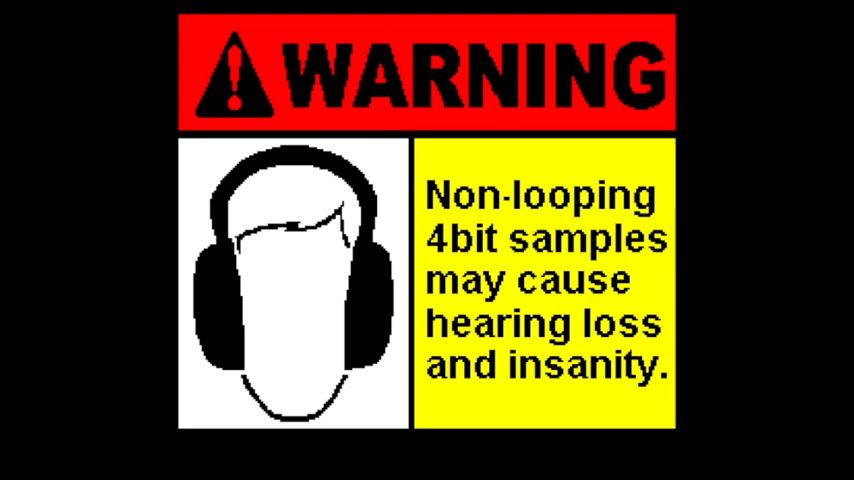 WARNING
Non-looping
4bit samples
may cause
hearing loss
and insanity.